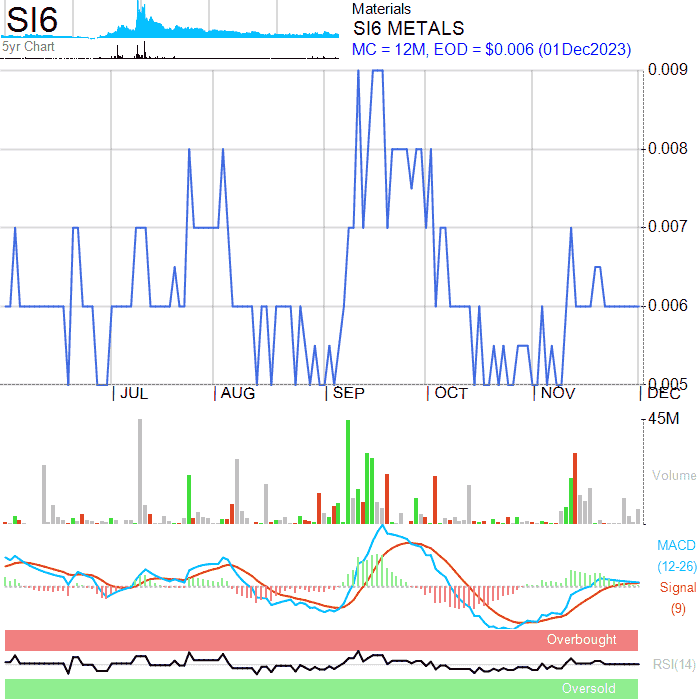 SI6
5yr Chart
Materials
SI6 METALS
MC = 12M, EOD = $0.006 (01Dec2023)
0.009
0.008
0.007
0.006
0.005
JUL AUG SEP OCT NOV DEC
45M
Volume
MACD
(12-26)
Signal
(9)
Overbought
RSI(14)
Oversold